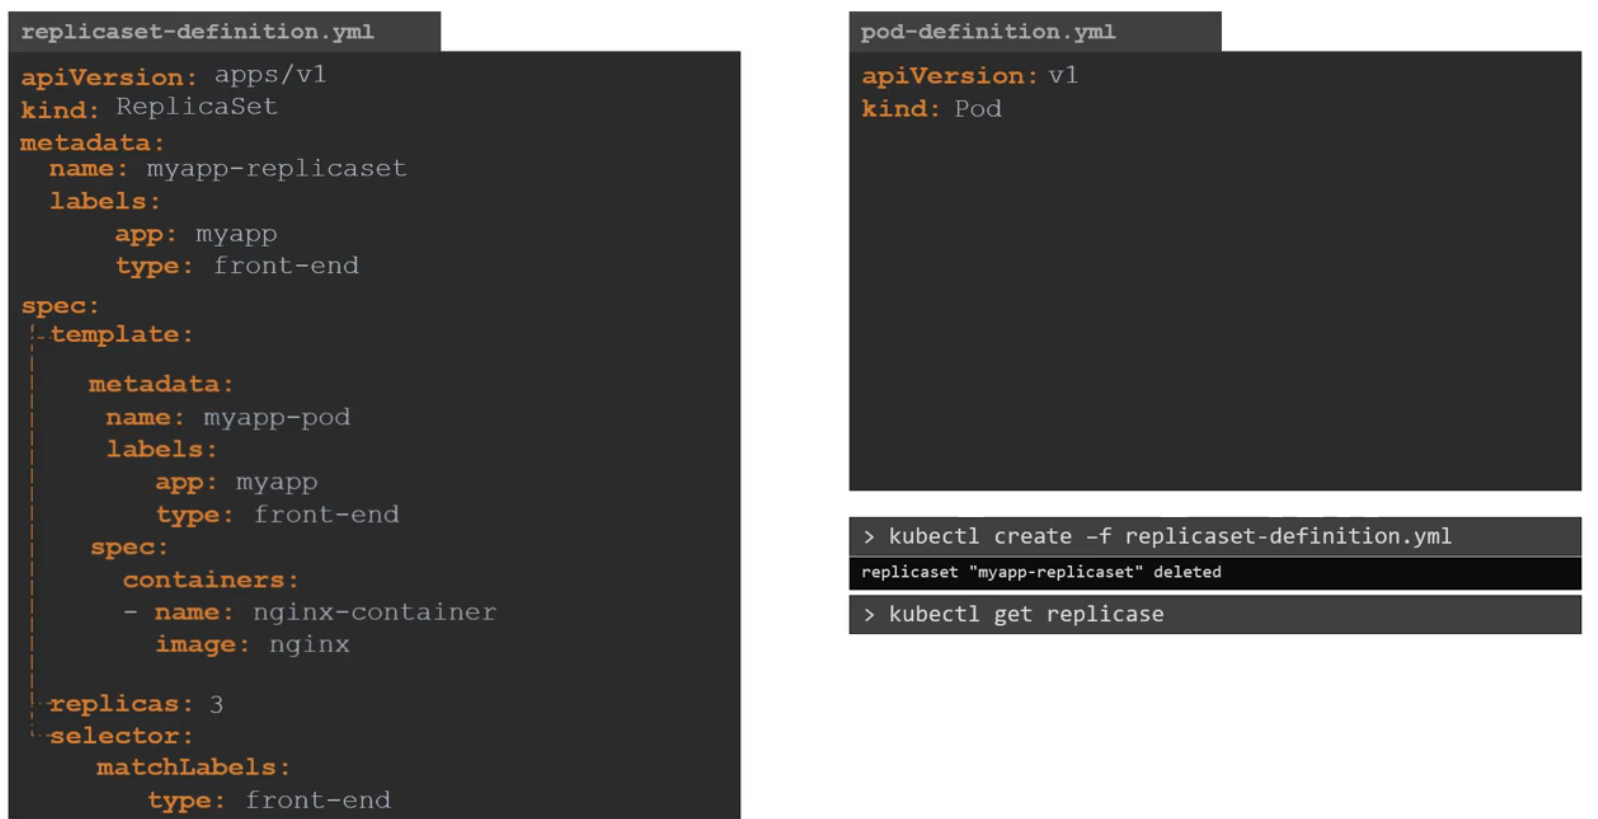 replicaset-definition.yml
apiVersion: apps/v1
kind: ReplicaSet
metadata:
name: myapp-replicaset
labels:
app: myapp
type: front-end
spec:
template:
metadata:
name: myapp-pod
labels:
app: myapp
type: front-end
spec:
containers:
- name: nginx-container
image: nginx
replicas: 3
selector:
matchLabels:
type: front-end
pod-definition.yml
apiVersion: v1
kind: Pod
> kubectl create –f replicaset-definition.yml
replicaset "myapp-replicaset" deleted
> kubectl get replicase